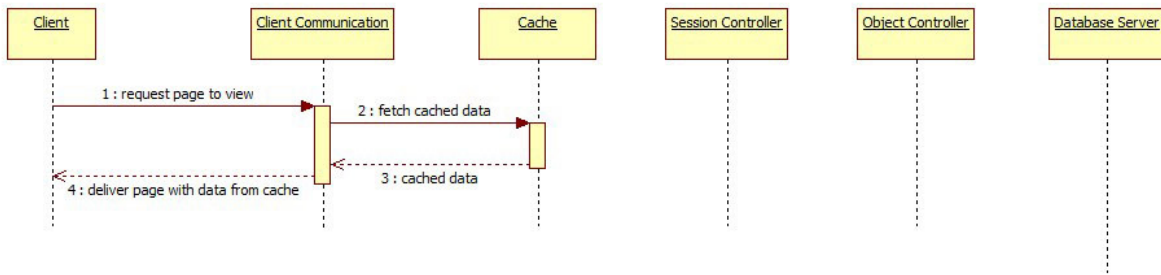 Client
Client Communication
Cache
Session Controller
Object Controller
Database Server
1 : request page to view
2 : fetch cached data
3 : cached data
4 : deliver page with data from cache